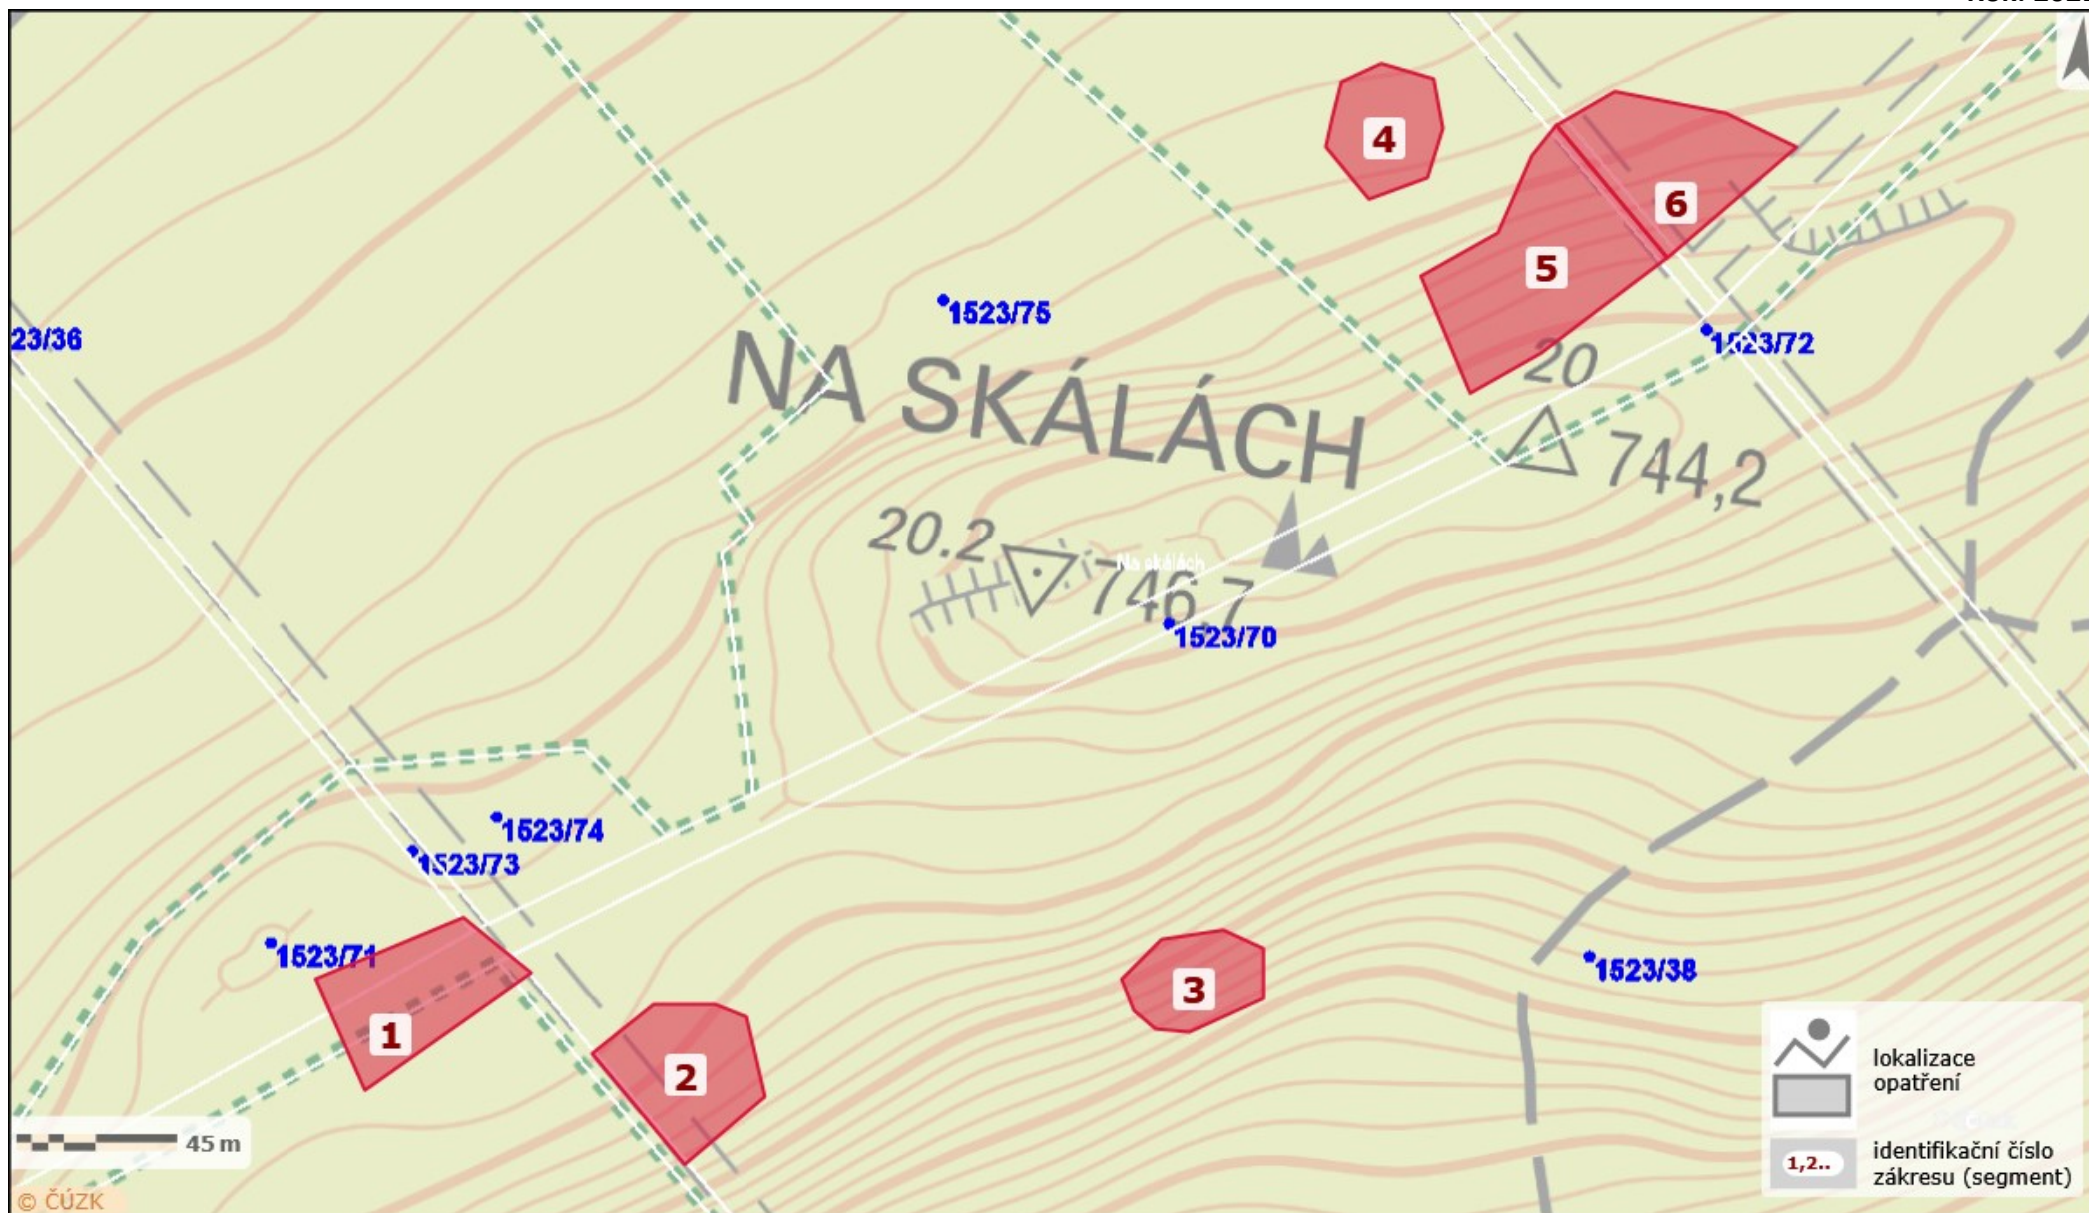 4
6
5
1523/75
23/36
1523/72
20
NA SKÁLÁCH
744,2
20.2
Na skálách
746,7
1523/70
1523/74
1523/73
1523/71
1523/38
3
1
2
lokalizace
opatření
45 m
1,2..
identifikační číslo
zákresu (segment)
© ČÚZK